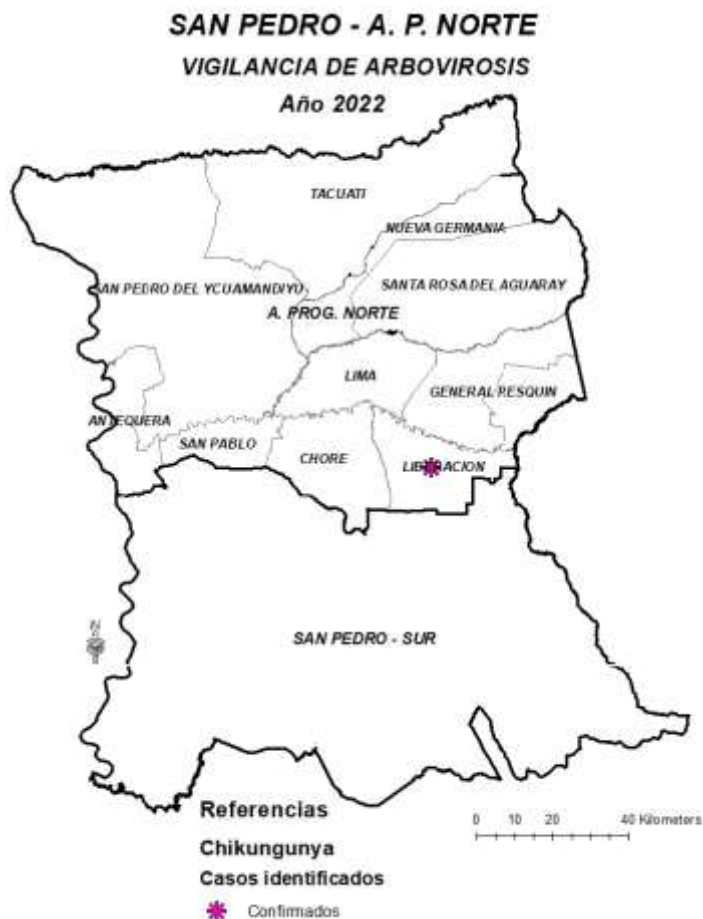 SAN PEDRO - A. P. NORTE
VIGILANCIA DE ARBOVIROSIS
Año 2022
TACUATI
NUEVA GERMANIA
SAN PEDRO DEL YCUAMANDIYU
SANTA ROSA DEL AGUARAY
A. PROG. NORTE
LIMA
GENERAL RESQUIN
ANTEQUERA
SAN PABLO
CHORE
LIBERACION
N
SAN PEDRO - SUR
Referencias
0 10 20 40 Kilometers
Chikungunya
Casos identificados
Confirmados